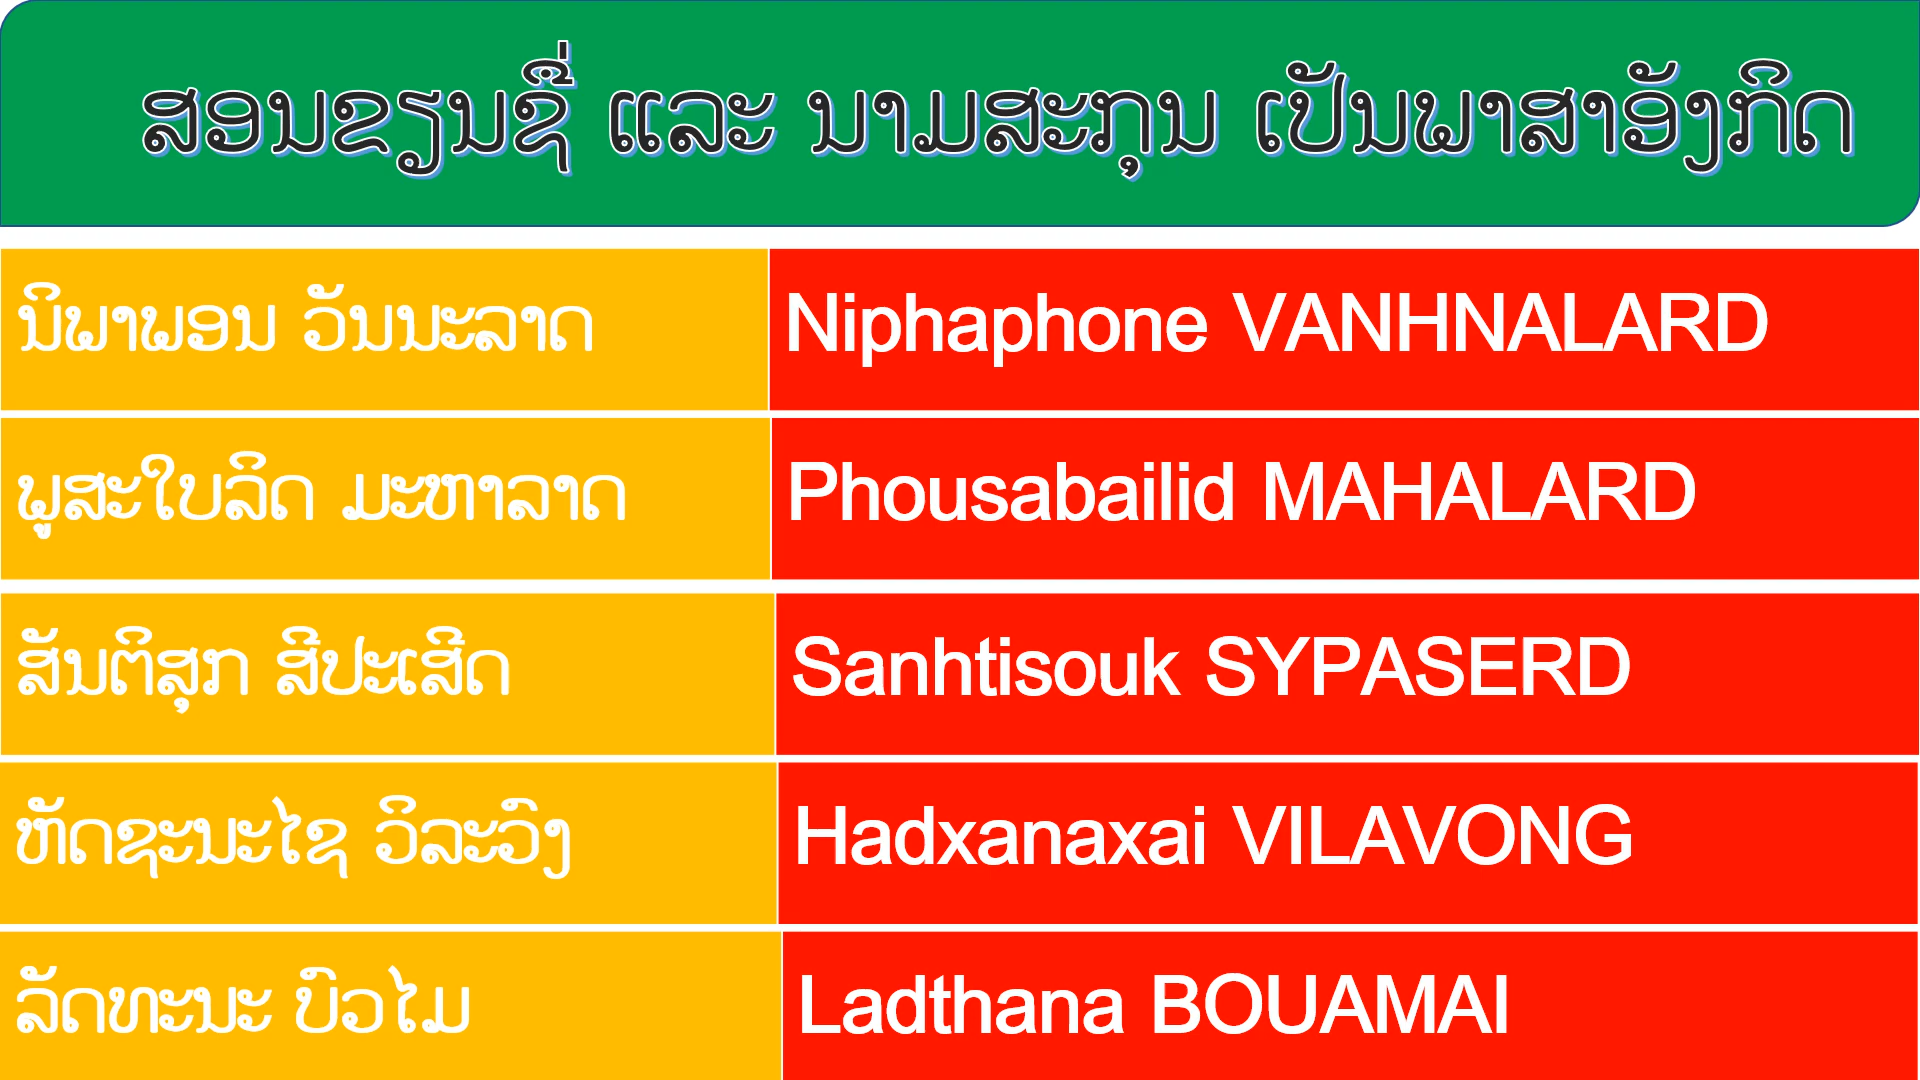 ສອນຂຽນຊື່ ແລະ ນາມສະກຸນ ເປັນພາສາອັງກິດ
ນິພາພອນ ວັນນະລາດ Niphaphone VANHNALARD
ພູສະໃບລິດ ມະຫາລາດ Phousabailid MAHALARD
ສັນຕິສຸກ ສີປະເສີດ Sanhtisouk SYPASERD
ຫັດຊະນະໄຊ ວິລະວົງ Hadxanaxai VILAVONG
ລັດທະນະ ບົວໄມ Ladthana BOUAMAI